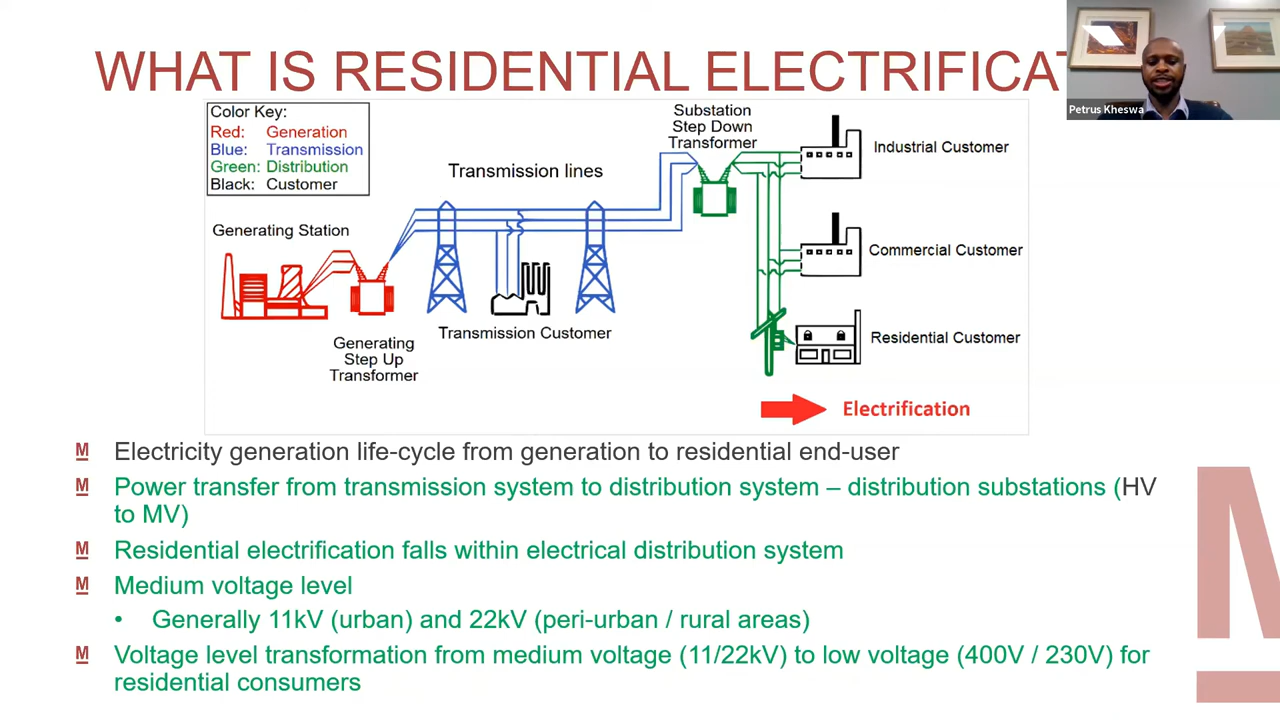 WHAT IS RESIDENTIAL ELECTRIFICAT
Petrus Kheswa
Color Key:
Red: Generation
Blue: Transmission
Green: Distribution
Black: Customer
Substation
Step Down
Transformer
Industrial Customer
Transmission lines
Generating Station
Commercial Customer
Transmission Customer
Residential Customer
Generating
Step Up
Transformer
Electrification
M Electricity generation life-cycle from generation to residential end-user
M Power transfer from transmission system to distribution system – distribution substations (HV
to MV)
M Residential electrification falls within electrical distribution system
M Medium voltage level
• Generally 11kV (urban) and 22kV (peri-urban / rural areas)
M Voltage level transformation from medium voltage (11/22kV) to low voltage (400V / 230V) for
residential consumers